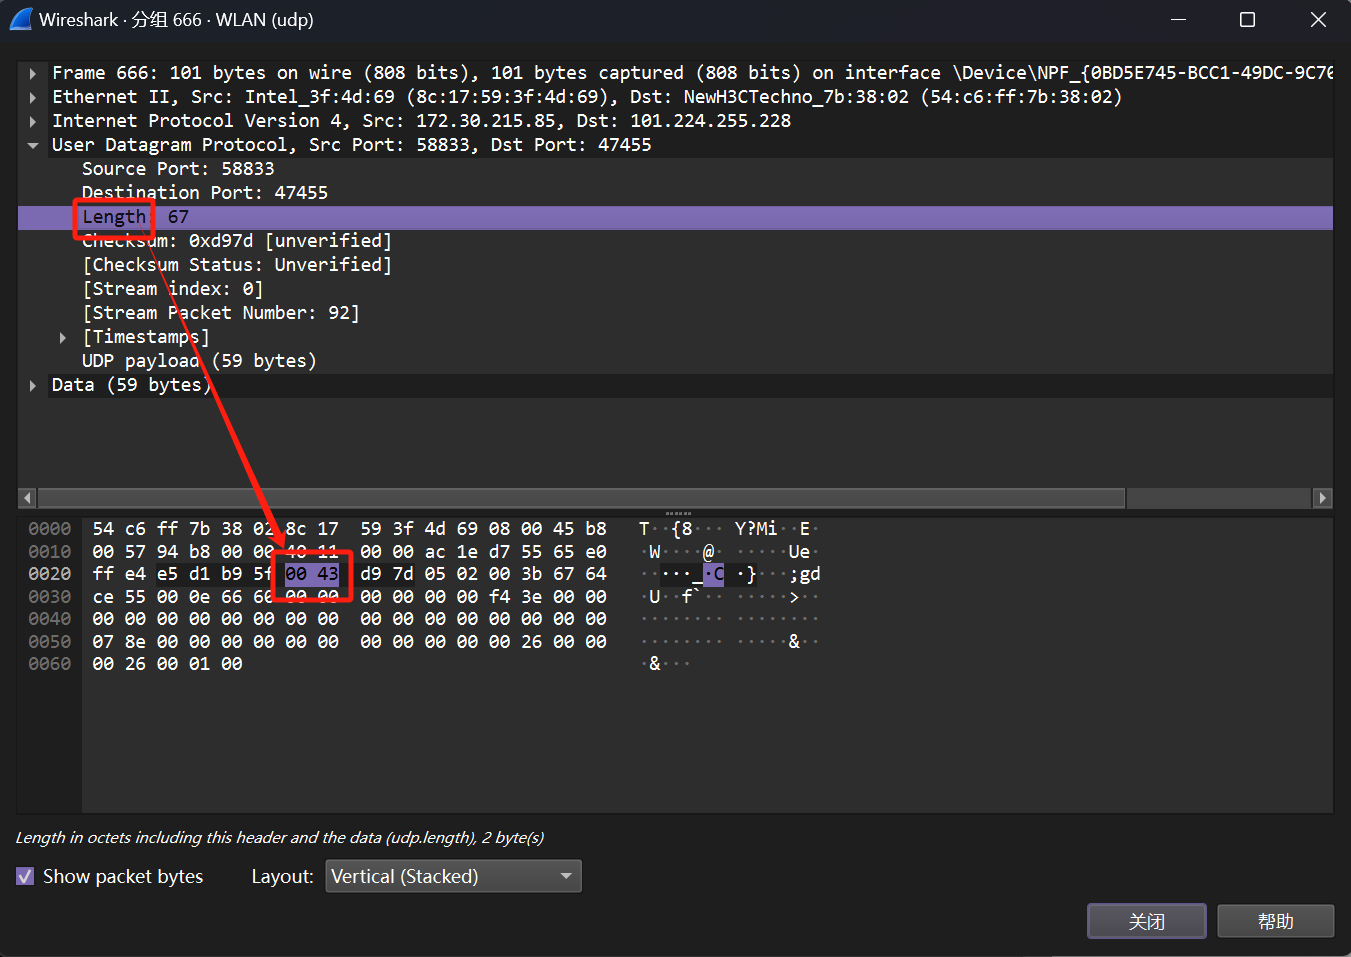 Wireshark · 分组 666 · WLAN (udp)
Frame 666: 101 bytes on wire (808 bits), 101 bytes captured (808 bits) on interface \Device\NPF_{0BD5E745-BCC1-49DC-9C70
Ethernet II, Src: Intel_3f:4d:69 (8c:17:59:3f:4d:69), Dst: NewH3CTechno_7b:38:02 (54:c6:ff:7b:38:02)
Internet Protocol Version 4, Src: 172.30.215.85, Dst: 101.224.255.228
User Datagram Protocol, Src Port: 58833, Dst Port: 47455
Source Port: 58833
Destination Port: 47455
Length: 67
Checksum: 0xd97d [unverified]
[Checksum Status: Unverified]
[Stream index: 0]
[Stream Packet Number: 92]
[Timestamps]
UDP payload (59 bytes)
Data (59 bytes)
0000 54 c6 ff 7b 38 02 8c 17 59 3f 4d 69 08 00 45 b8 T··{8··· Y?Mi··E·
0010 00 57 94 b8 00 00 40 11 00 00 ac 1e d7 55 65 e0 ·W····@· ·····Ue·
0020 ff e4 e5 d1 b9 5f 00 43 d9 7d 05 02 00 3b 67 64 ·····_·C ·}···;gd
0030 ce 55 00 0e 66 60 00 00 00 00 00 00 f4 3e 00 00 ·U··f`·· ·····>··
0040 00 00 00 00 00 00 00 00 00 00 00 00 00 00 00 00 ········ ········
0050 07 8e 00 00 00 00 00 00 00 00 00 00 00 26 00 00 ········ ·····&··
0060 00 26 00 01 00 ·&···
Length in octets including this header and the data (udp.length), 2 byte(s)
Show packet bytes Layout: Vertical (Stacked)
关闭 帮助